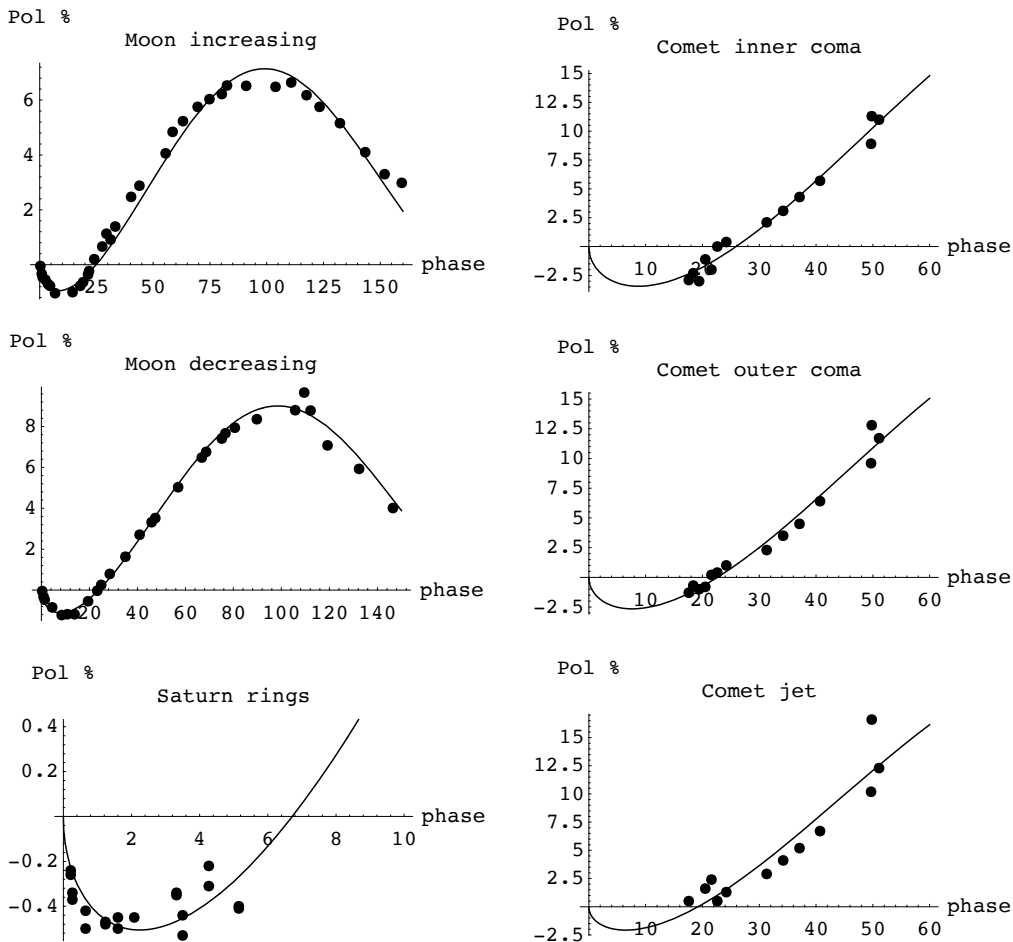 Pol %
Moon increasing
6
4
2
25 50 75 100 125 150
phase
Pol %
Comet inner coma
15
12.5
10
7.5
5
2.5
-2.5
10 20 30 40 50 60
phase
Pol %
Moon decreasing
8
6
4
2
20 40 60 80 100 120 140
phase
Pol %
Comet outer coma
15
12.5
10
7.5
5
2.5
-2.5
10 20 30 40 50 60
phase
Pol %
Saturn rings
0.4
0.2
-0.2
-0.4
2 4 6 8 10
phase
Pol %
Comet jet
15
12.5
10
7.5
5
2.5
-2.5
10 20 30 40 50 60
phase